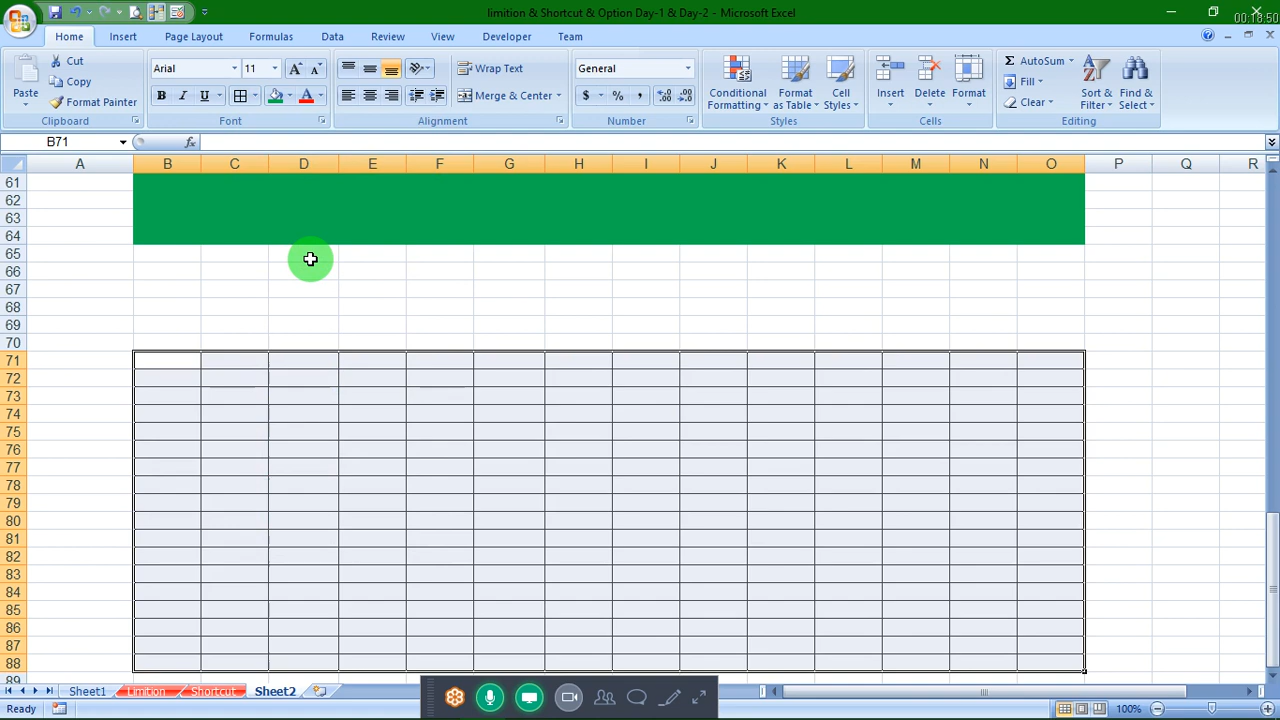 limition & Shortcut & Option Day-1 & Day-2 - Microsoft Excel
00:16:50
Home Insert Page Layout Formulas Data Review View Developer Team
Paste
Cut
Copy
Format Painter
Clipboard
Arial 11
B I U
Font
Wrap Text
Merge & Center
Alignment
General
$ % ,
Number
Conditional Formatting
Format as Table
Cell Styles
Styles
Insert
Delete
Format
Cells
AutoSum
Fill
Clear
Sort & Filter
Find & Select
Editing
B71 fx
A B C D E F G H I J K L M N O P Q R
61
62
63
64
65
66
67
68
69
70
71
72
73
74
75
76
77
78
79
80
81
82
83
84
85
86
87
88
89
Sheet1 Limition Shortcut Sheet2
Ready
100%